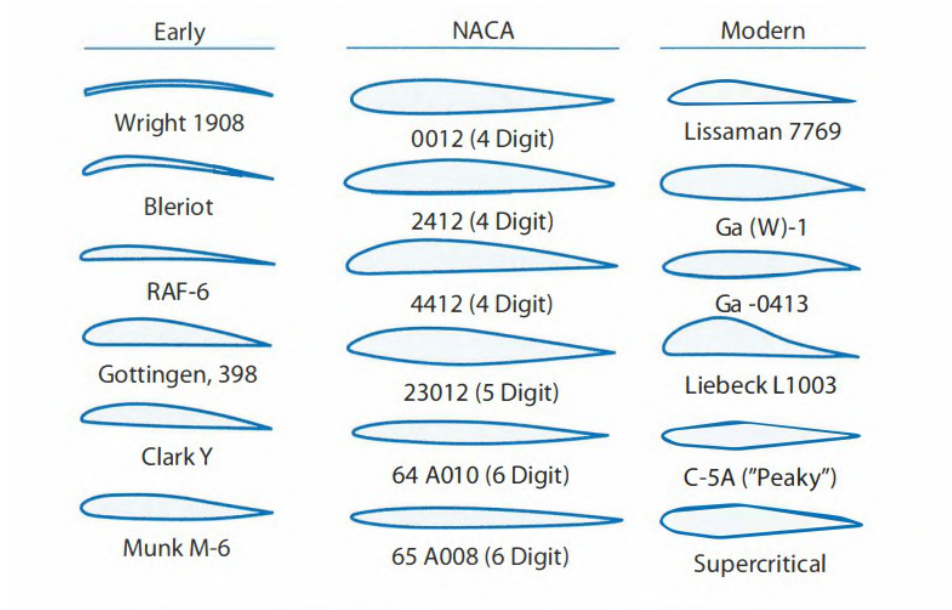 Early
Wright 1908
Bleriot
RAF-6
Gottingen, 398
Clark Y
Munk M-6
NACA
0012 (4 Digit)
2412 (4 Digit)
4412 (4 Digit)
23012 (5 Digit)
64 A010 (6 Digit)
65 A008 (6 Digit)
Modern
Lissaman 7769
Ga (W)-1
Ga -0413
Liebeck L1003
C-5A (”Peaky”)
Supercritical